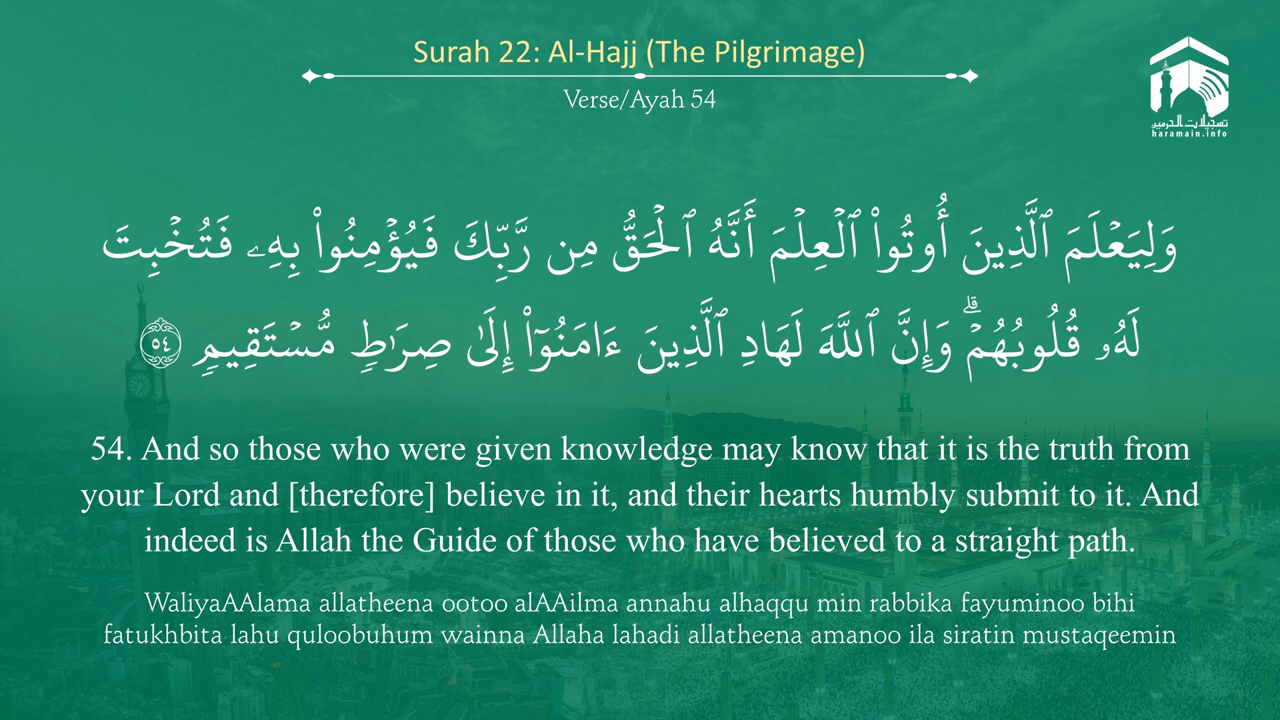 Surah 22: Al-Hajj (The Pilgrimage)
Verse/Ayah 54
تسجيلات الحرمين
haramain.info
وَلِيَعْلَمَ ٱلَّذِينَ أُوتُوا۟ ٱلْعِلْمَ أَنَّهُ ٱلْحَقُّ مِن رَّبِّكَ فَيُؤْمِنُوا۟ بِهِۦ فَتُخْبِتَ
لَهُۥ قُلُوبُهُمْ ۗ وَإِنَّ ٱللَّهَ لَهَادِ ٱلَّذِينَ ءَامَنُوٓا۟ إِلَىٰ صِرَٰطٍ مُّسْتَقِيمٍ ٥٤
54. And so those who were given knowledge may know that it is the truth from
your Lord and [therefore] believe in it, and their hearts humbly submit to it. And
indeed is Allah the Guide of those who have believed to a straight path.
WaliyaAAlama allatheena ootoo alAAilma annahu alhaqqu min rabbika fayuminoo bihi
fatukhbita lahu quloobuhum wainna Allaha lahadi allatheena amanoo ila siratin mustaqeemin